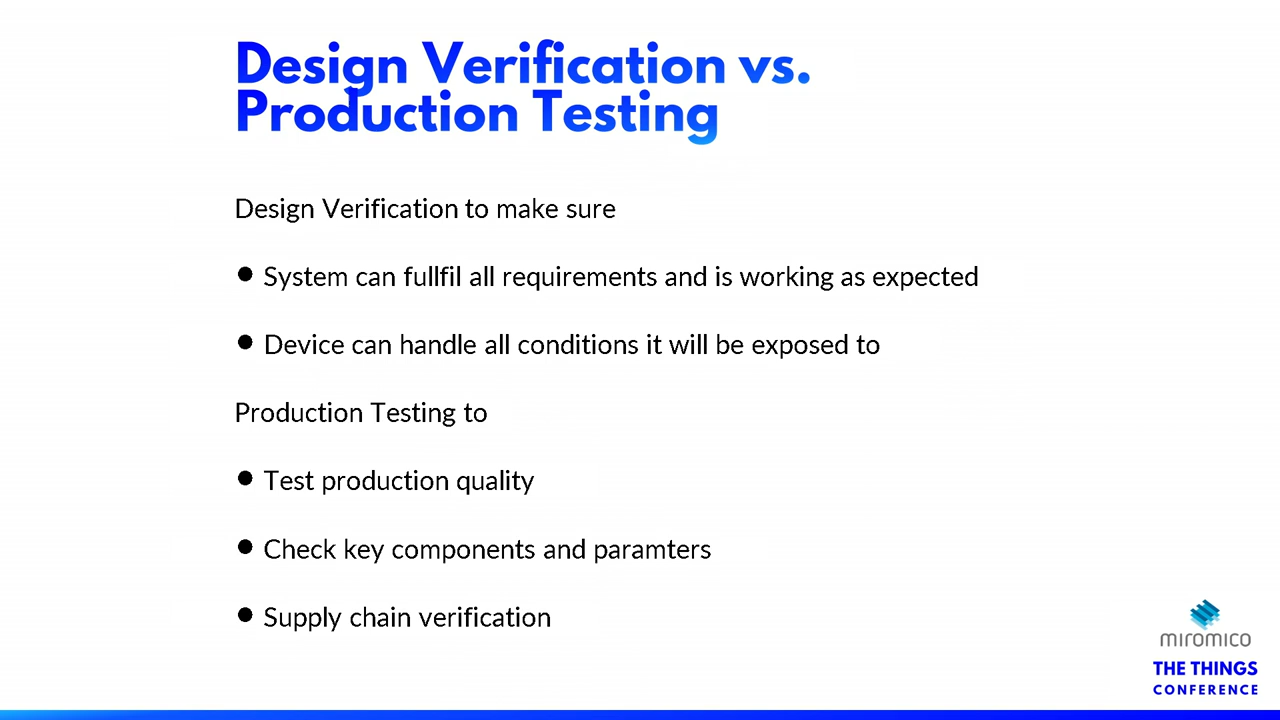 Design Verification vs.
Production Testing
Design Verification to make sure
● System can fullfil all requirements and is working as expected
● Device can handle all conditions it will be exposed to
Production Testing to
● Test production quality
● Check key components and paramters
● Supply chain verification
miromico
THE THINGS
CONFERENCE